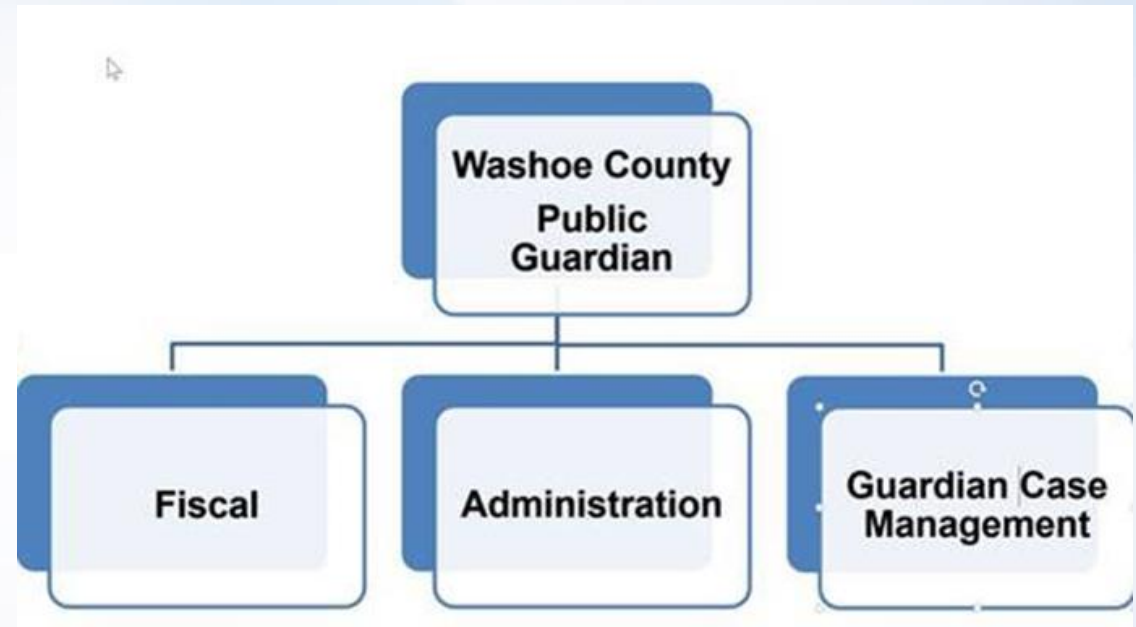 Washoe County
Public
Guardian
Fiscal
Administration
Guardian Case
Management